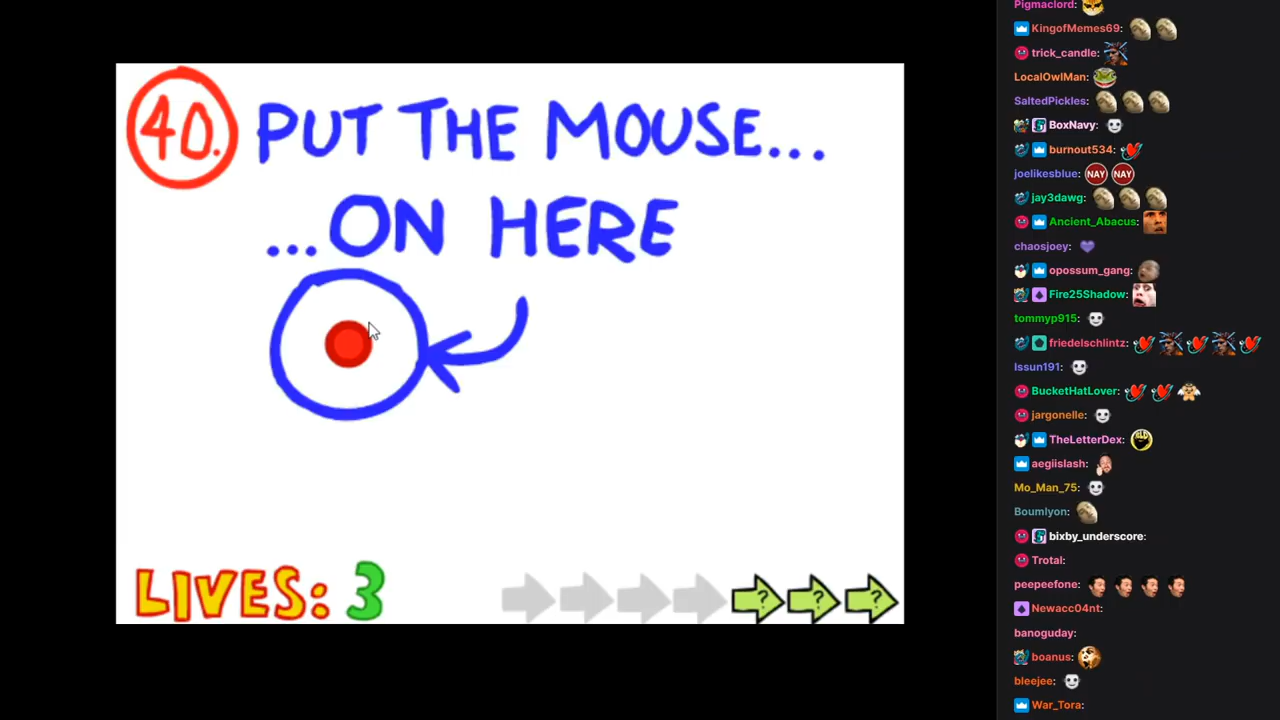 40. PUT THE MOUSE...
...ON HERE
LIVES: 3
? ? ?
Pigmaclord:
KingofMemes69:
trick_candle:
LocalOwlMan:
SaltedPickles:
BoxNavy:
burnout534:
joelikesblue: NAY NAY
jay3dawg:
Ancient_Abacus:
chaosjoey:
opossum_gang:
Fire25Shadow:
tommyp915:
friedelschlintz:
Issun191:
BucketHatLover:
jargonelle:
TheLetterDex:
aegiislash:
Mo_Man_75:
Boumlyon:
bixby_underscore:
Trotal:
peepeefone:
Newacc04nt:
banoguday:
boanus:
bleejee:
War_Tora: